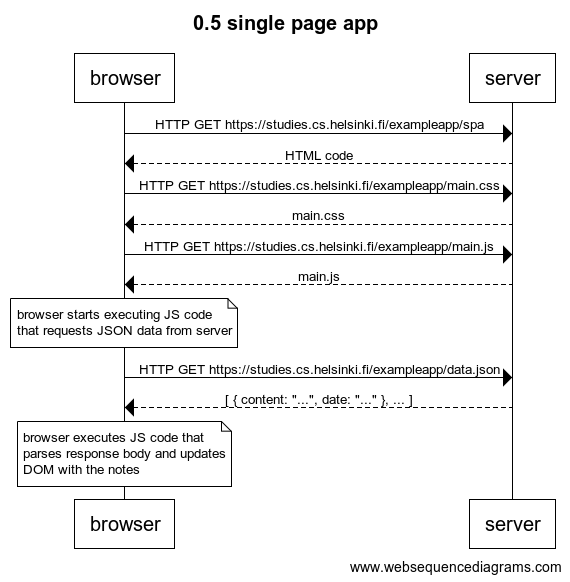 0.5 single page app
browser
server
HTTP GET https://studies.cs.helsinki.fi/exampleapp/spa
HTML code
HTTP GET https://studies.cs.helsinki.fi/exampleapp/main.css
main.css
HTTP GET https://studies.cs.helsinki.fi/exampleapp/main.js
main.js
browser starts executing JS code
that requests JSON data from server
HTTP GET https://studies.cs.helsinki.fi/exampleapp/data.json
[ { content: "...", date: "..." }, ... ]
browser executes JS code that
parses response body and updates
DOM with the notes
browser
server
www.websequencediagrams.com